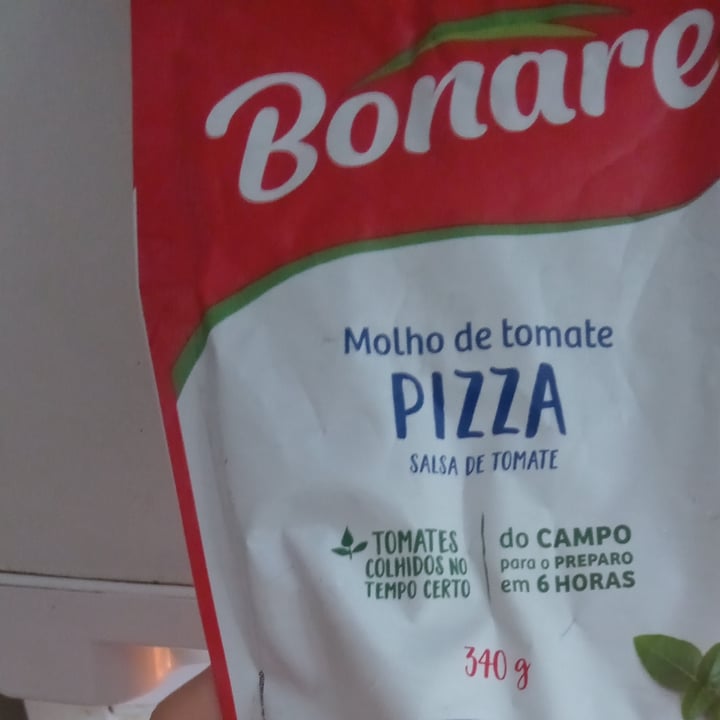 Bonare
Molho de tomate
PIZZA
SALSA DE TOMATE
TOMATES
COLHIDOS NO
TEMPO CERTO
do CAMPO
para o PREPARO
em 6 HORAS
340 g